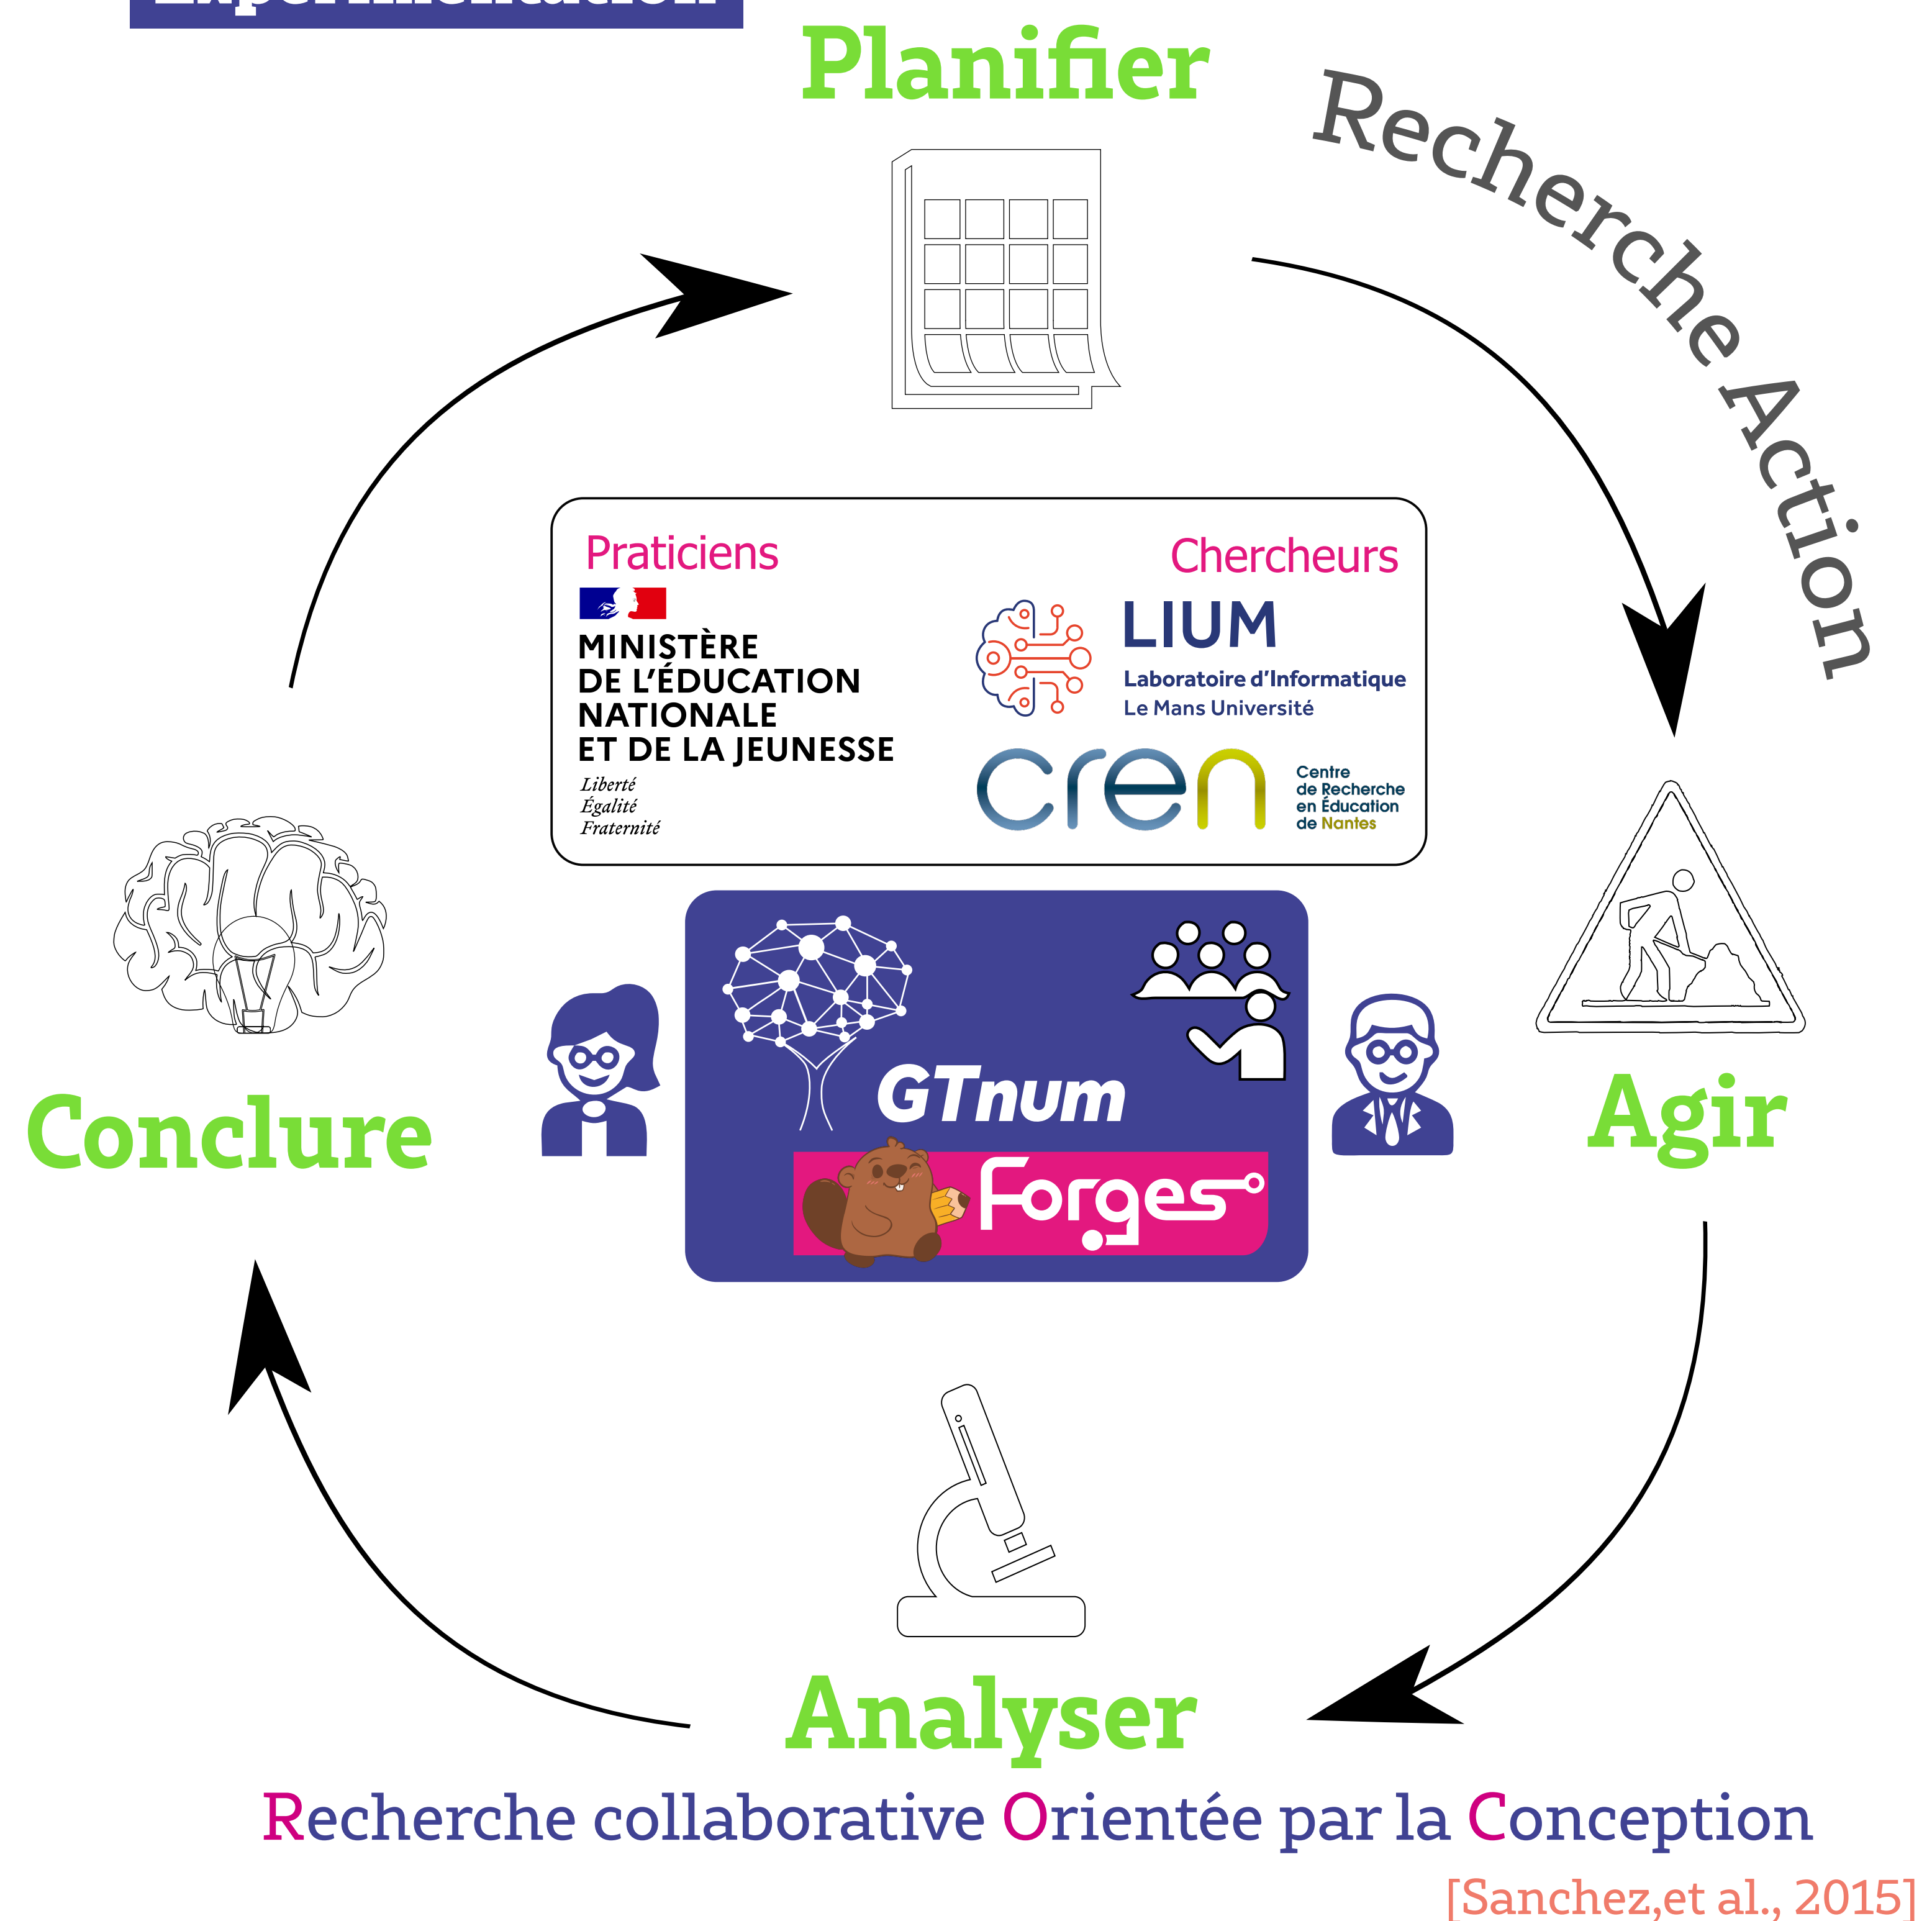 Planifier
Recherche Action
Praticiens
Chercheurs
MINISTÈRE
DE L'ÉDUCATION
NATIONALE
ET DE LA JEUNESSE
Liberté
Égalité
Fraternité
LIUM
Laboratoire d'Informatique
Le Mans Université
cren
Centre
de Recherche
en Éducation
de Nantes
GTnum
Forges
Conclure
Agir
Analyser
Recherche collaborative Orientée par la Conception
[Sanchez,et al., 2015]